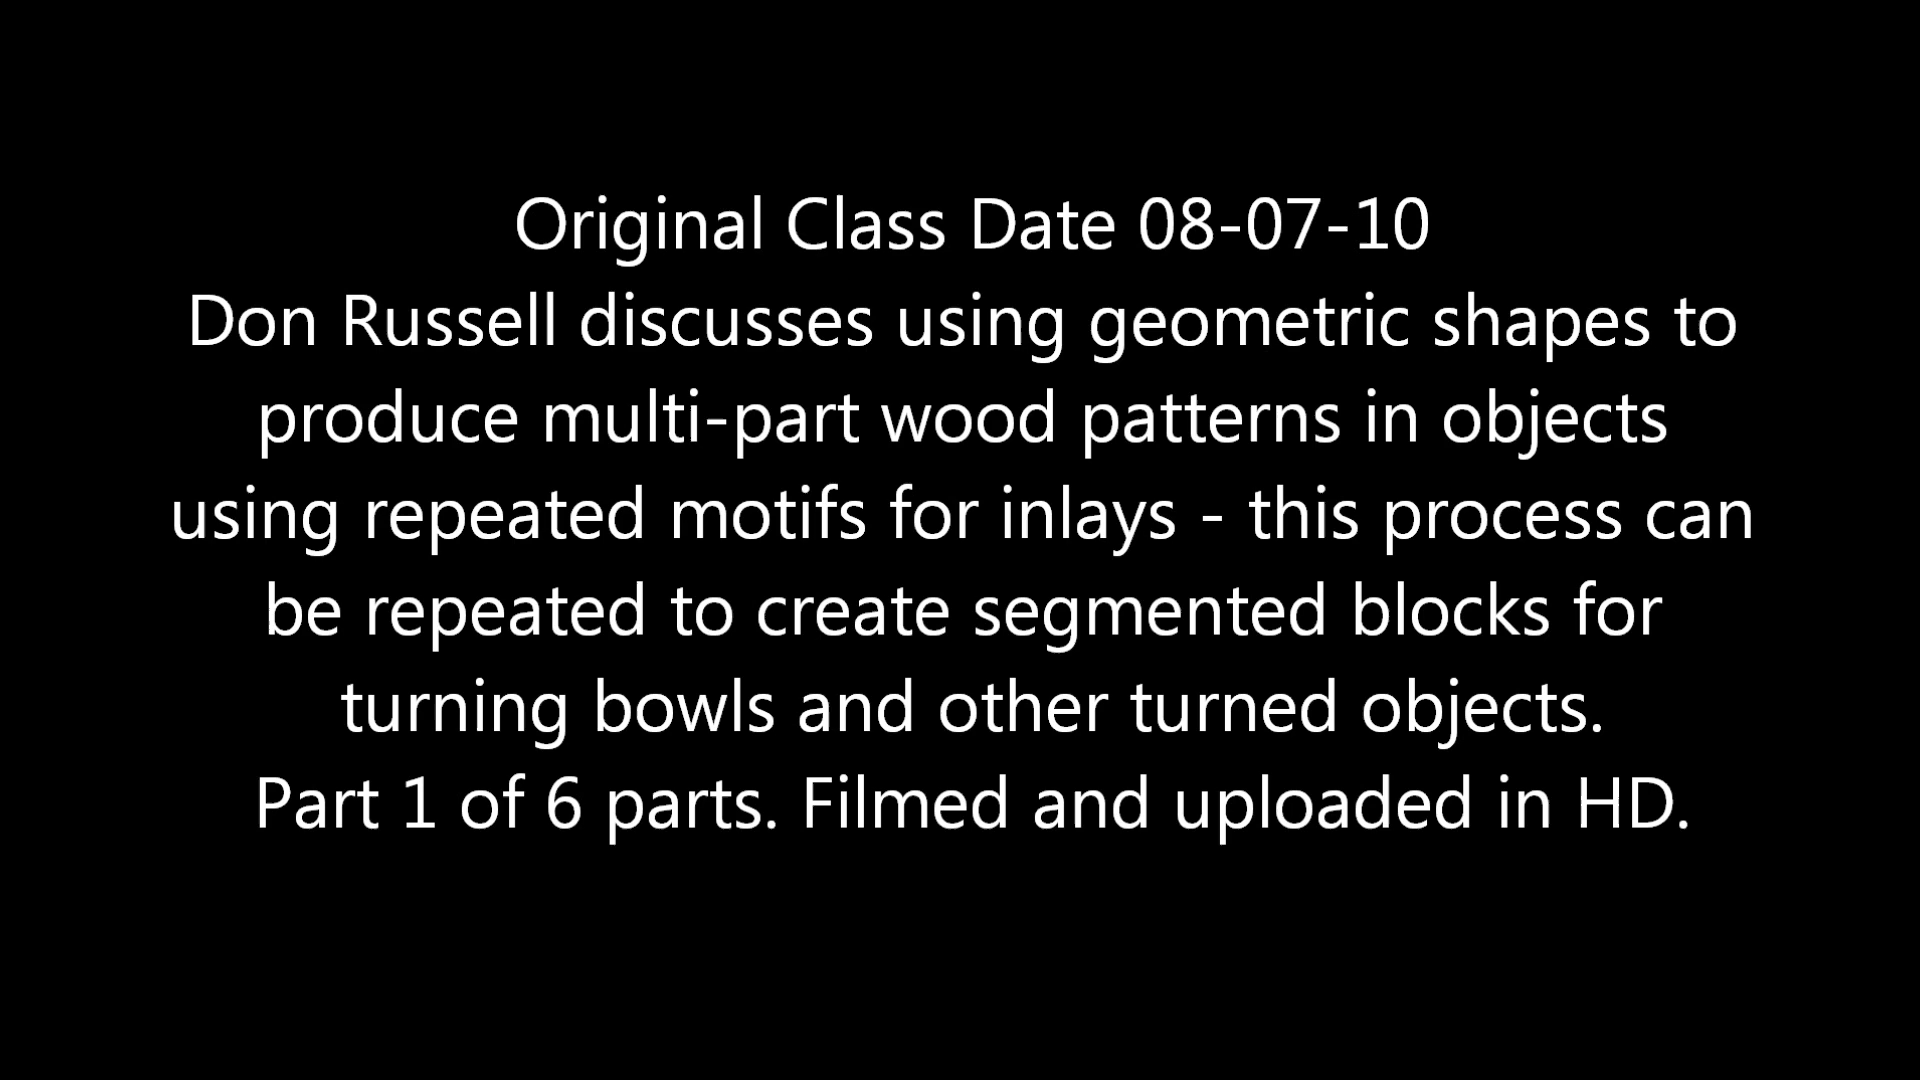 Original Class Date 08-07-10
Don Russell discusses using geometric shapes to
produce multi-part wood patterns in objects
using repeated motifs for inlays - this process can
be repeated to create segmented blocks for
turning bowls and other turned objects.
Part 1 of 6 parts. Filmed and uploaded in HD.